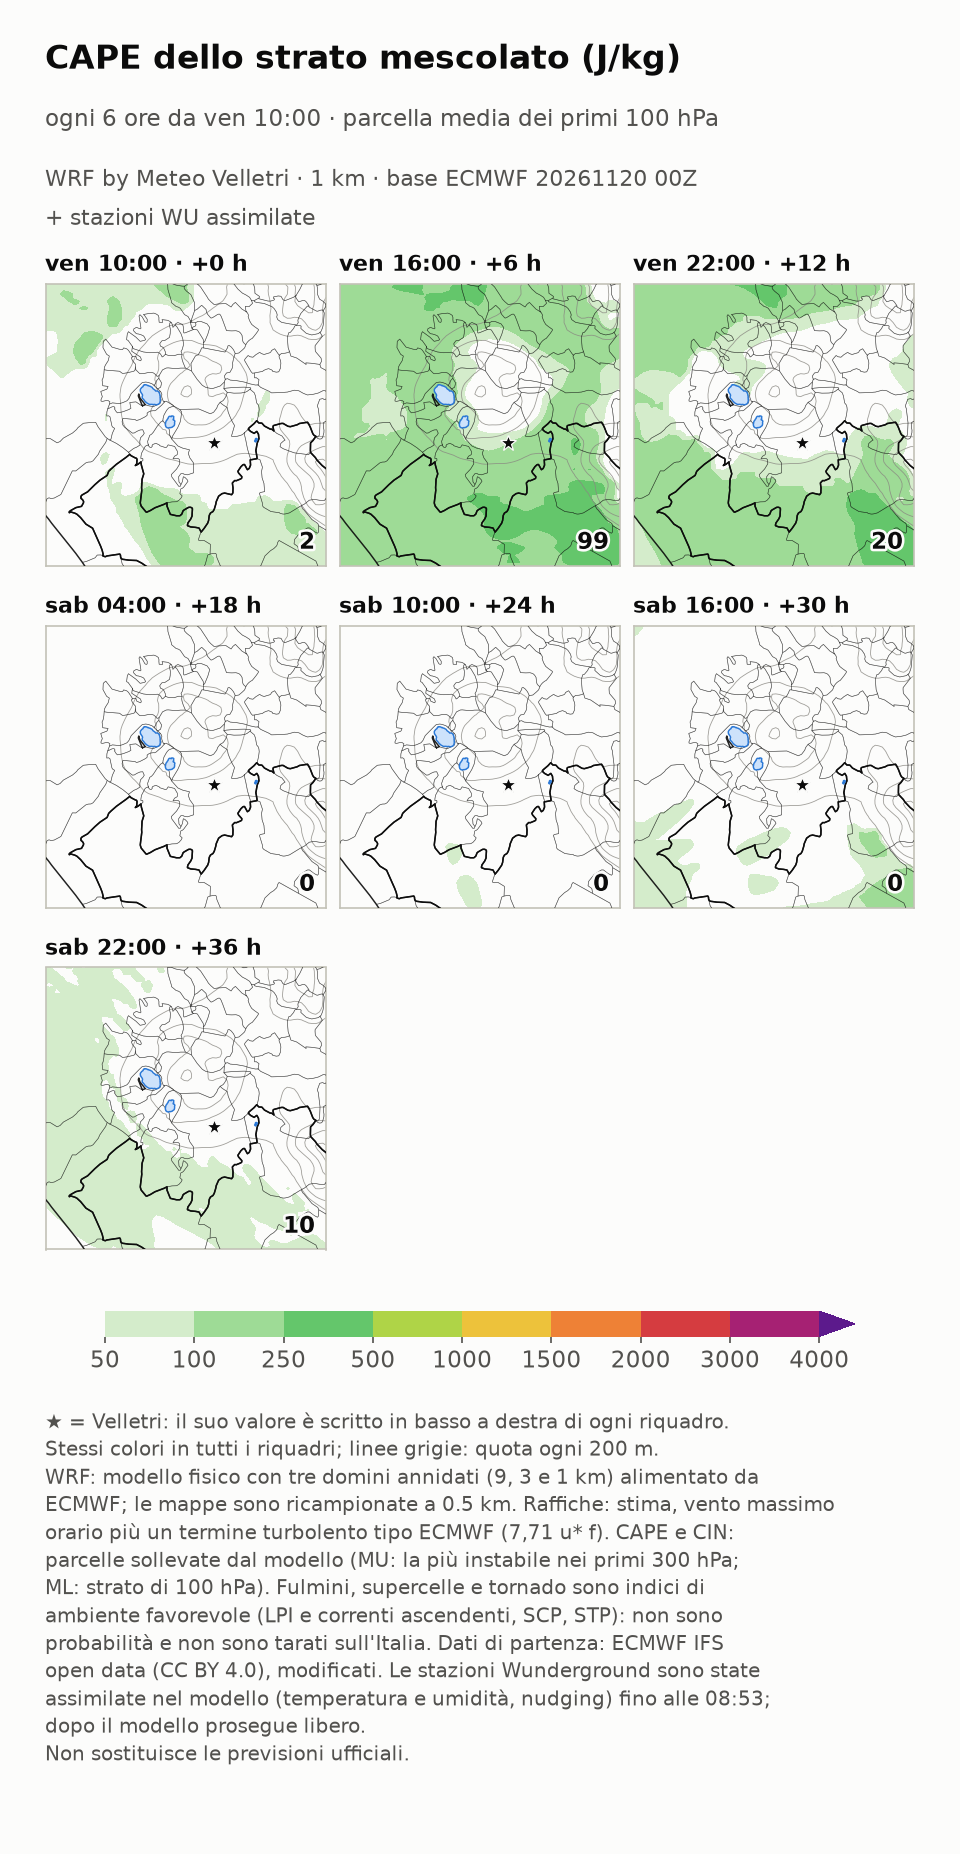 CAPE dello strato mescolato (J/kg)
ogni 6 ore da ven 10:00 · parcella media dei primi 100 hPa
WRF by Meteo Velletri · 1 km · base ECMWF 20261120 00Z
+ stazioni WU assimilate
ven 10:00 · +0 h
ven 16:00 · +6 h
ven 22:00 · +12 h
2
99
20
sab 04:00 · +18 h
sab 10:00 · +24 h
sab 16:00 · +30 h
0
0
0
sab 22:00 · +36 h
10
50 100 250 500 1000 1500 2000 3000 4000
★ = Velletri: il suo valore è scritto in basso a destra di ogni riquadro.
Stessi colori in tutti i riquadri; linee grigie: quota ogni 200 m.
WRF: modello fisico con tre domini annidati (9, 3 e 1 km) alimentato da
ECMWF; le mappe sono ricampionate a 0.5 km. Raffiche: stima, vento massimo
orario più un termine turbolento tipo ECMWF (7,71 u* f). CAPE e CIN:
parcelle sollevate dal modello (MU: la più instabile nei primi 300 hPa;
ML: strato di 100 hPa). Fulmini, supercelle e tornado sono indici di
ambiente favorevole (LPI e correnti ascendenti, SCP, STP): non sono
probabilità e non sono tarati sull'Italia. Dati di partenza: ECMWF IFS
open data (CC BY 4.0), modificati. Le stazioni Wunderground sono state
assimilate nel modello (temperatura e umidità, nudging) fino alle 08:53;
dopo il modello prosegue libero.
Non sostituisce le previsioni ufficiali.